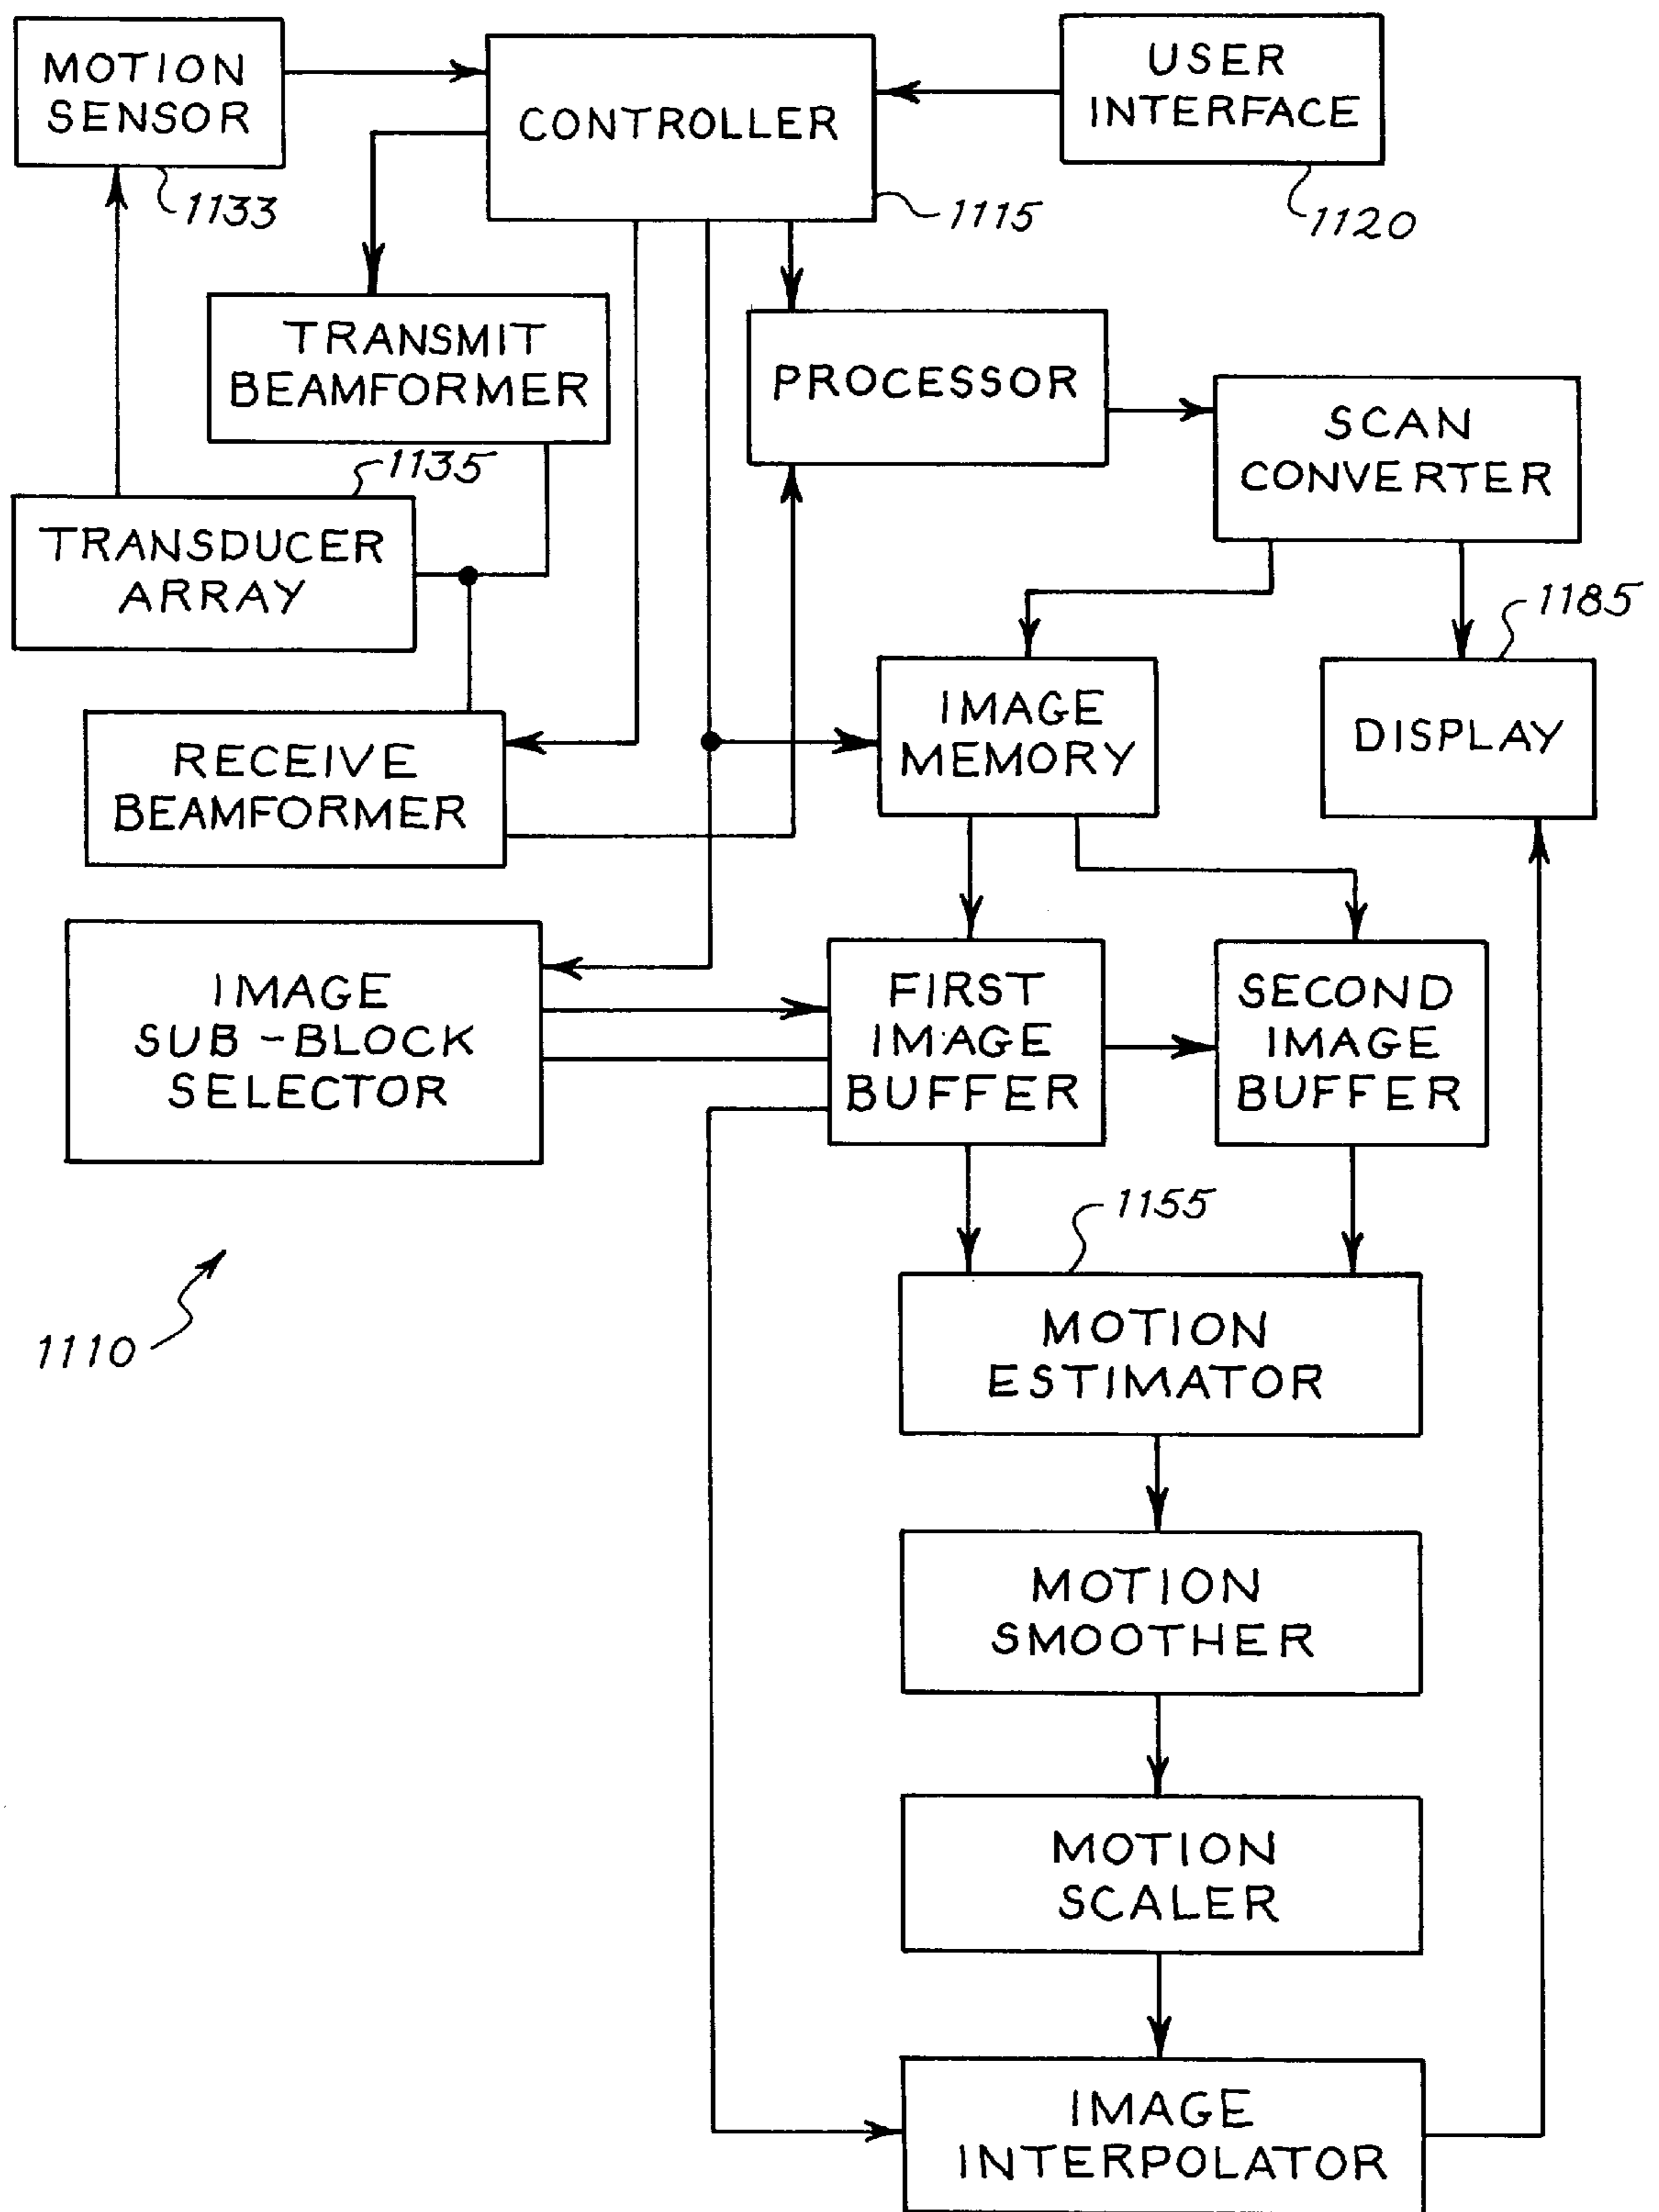 MOTION
SENSOR
1133
CONTROLLER
1115
USER
INTERFACE
1120
TRANSMIT
BEAMFORMER
PROCESSOR
SCAN
CONVERTER
1135
TRANSDUCER
ARRAY
1185
RECEIVE
BEAMFORMER
IMAGE
MEMORY
DISPLAY
IMAGE
SUB-BLOCK
SELECTOR
FIRST
IMAGE
BUFFER
SECOND
IMAGE
BUFFER
1155
1110
MOTION
ESTIMATOR
MOTION
SMOOTHER
MOTION
SCALER
IMAGE
INTERPOLATOR